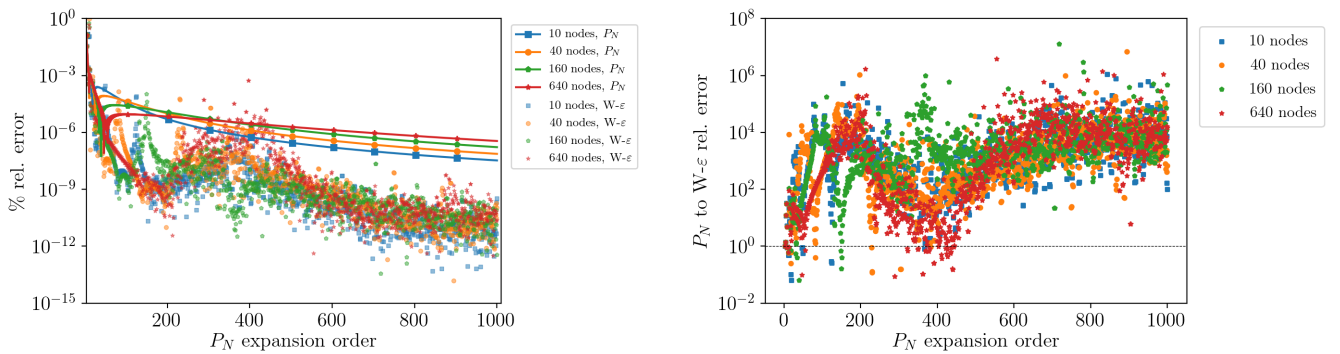 10^0
10^-3
10^-6
10^-9
10^-12
10^-15
% rel. error
200
400
600
800
1000
P_N expansion order
10 nodes, P_N
40 nodes, P_N
160 nodes, P_N
640 nodes, P_N
10 nodes, W-ε
40 nodes, W-ε
160 nodes, W-ε
640 nodes, W-ε
10^8
10^6
10^4
10^2
10^0
10^-2
P_N to W-ε rel. error
0
200
400
600
800
1000
P_N expansion order
10 nodes
40 nodes
160 nodes
640 nodes